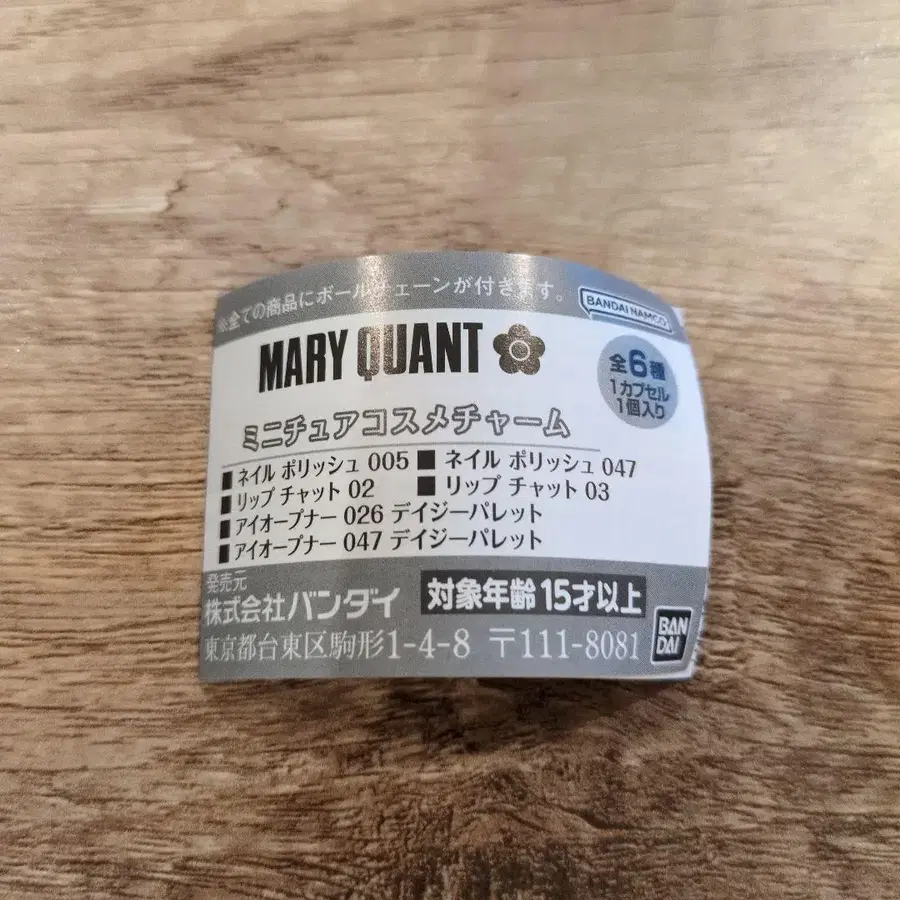 ※全ての商品にボールチェーンが付きます。
BANDAI NAMCO
MARY QUANT
全6種
1カプセル
1個入り
ミニチュアコスメチャーム
■ ネイル ポリッシュ 005 ■ ネイル ポリッシュ 047
■ リップ チャット 02 ■ リップ チャット 03
■ アイオープナー 026 デイジーパレット
■ アイオープナー 047 デイジーパレット
発売元
株式会社バンダイ 対象年齢 15才以上
東京都台東区駒形1-4-8 〒111-8081
BAN
DAI